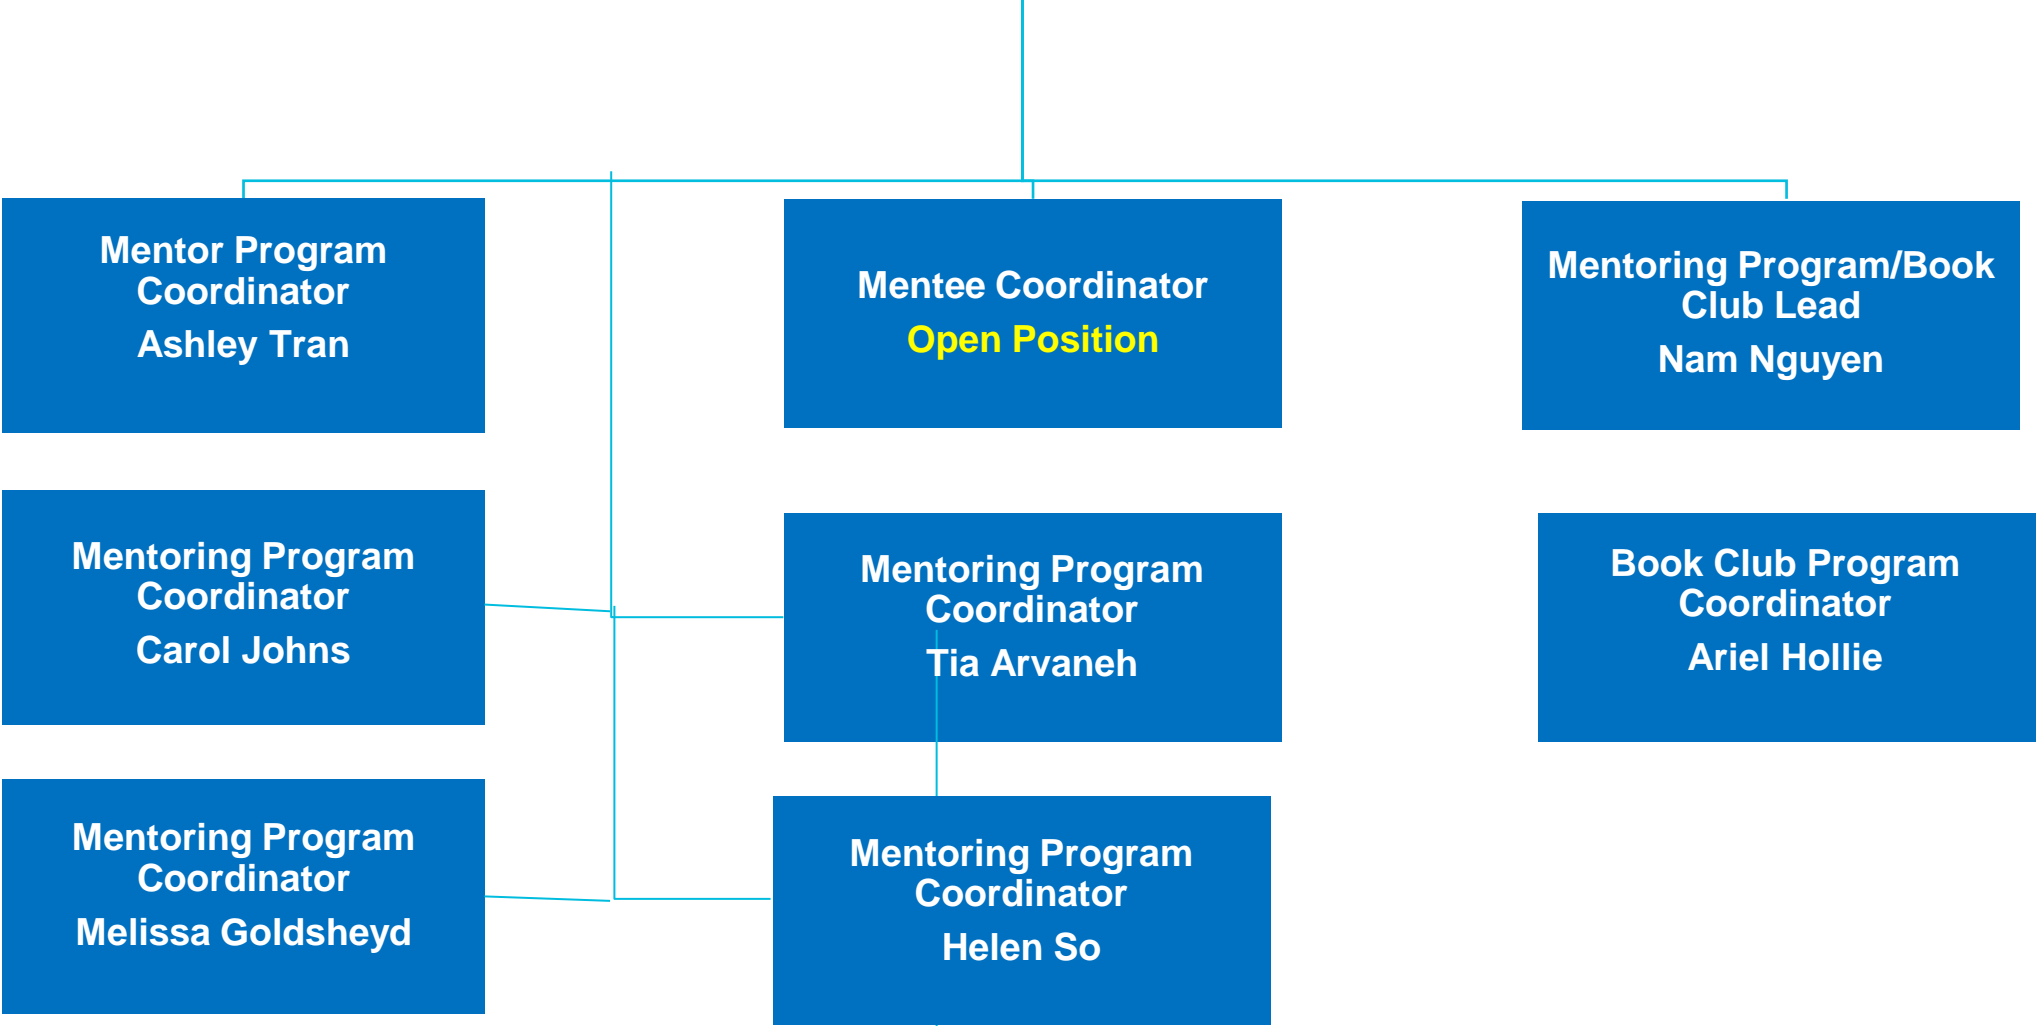 Mentor Program
Coordinator
Ashley Tran
Mentee Coordinator
Open Position
Mentoring Program/Book
Club Lead
Nam Nguyen
Mentoring Program
Coordinator
Carol Johns
Mentoring Program
Coordinator
Tia Arvaneh
Book Club Program
Coordinator
Ariel Hollie
Mentoring Program
Coordinator
Melissa Goldsheyd
Mentoring Program
Coordinator
Helen So